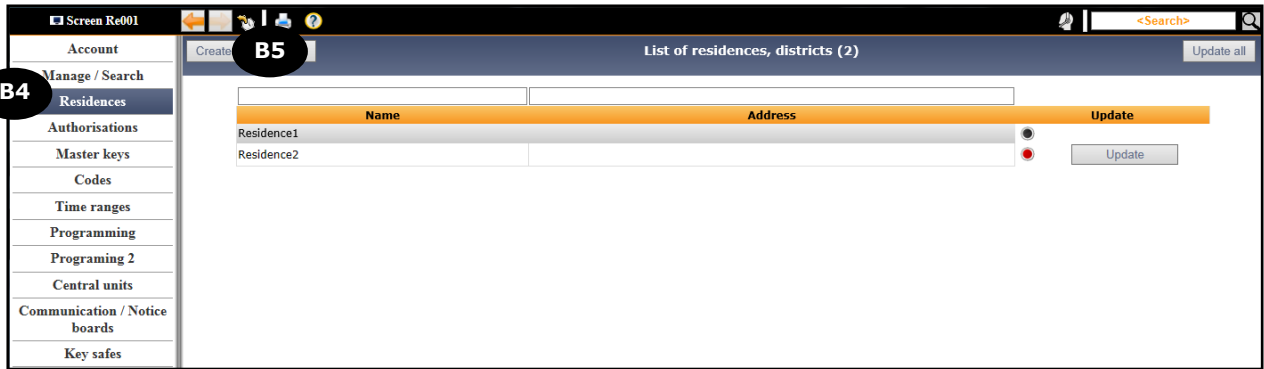 Screen Re001
<Search>
Account
Manage / Search
Residences
Authorisations
Master keys
Codes
Time ranges
Programming
Programing 2
Central units
Communication / Notice
boards
Key safes
B4
Create
B5
List of residences, districts (2)
Update all
Name Address Update
Residence1
Residence2 Update